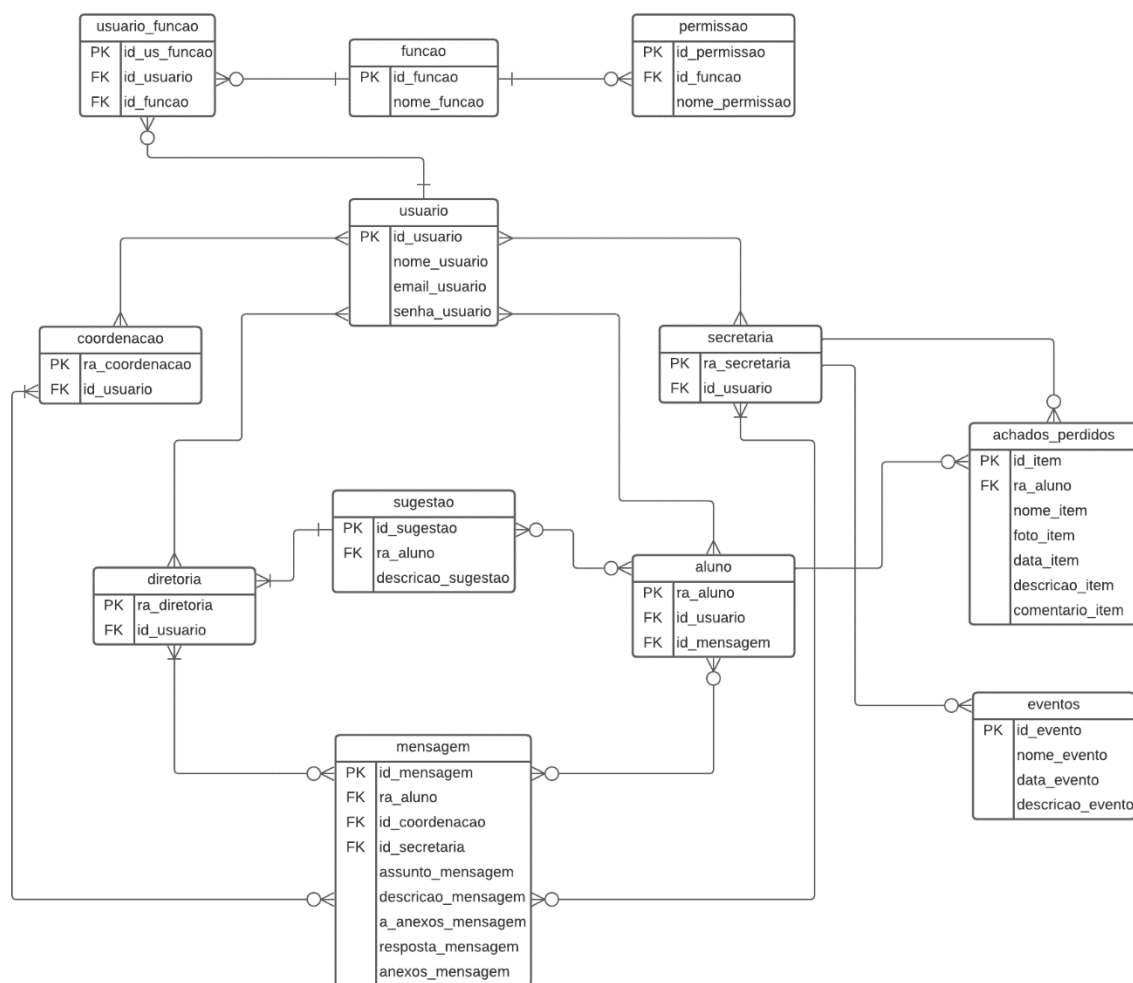 usuario_funcao
PK id_us_funcao
FK id_usuario
FK id_funcao
funcao
PK id_funcao
nome_funcao
permissao
PK id_permissao
FK id_funcao
nome_permissao
usuario
PK id_usuario
nome_usuario
email_usuario
senha_usuario
coordenacao
PK ra_coordenacao
FK id_usuario
secretaria
PK ra_secretaria
FK id_usuario
achados_perdidos
PK id_item
FK ra_aluno
nome_item
foto_item
data_item
descricao_item
comentario_item
sugestao
PK id_sugestao
FK ra_aluno
descricao_sugestao
diretoria
PK ra_diretoria
FK id_usuario
aluno
PK ra_aluno
FK id_usuario
FK id_mensagem
eventos
PK id_evento
nome_evento
data_evento
descricao_evento
mensagem
PK id_mensagem
FK ra_aluno
FK id_coordenacao
FK id_secretaria
assunto_mensagem
descricao_mensagem
a_anexos_mensagem
resposta_mensagem
anexos_mensagem